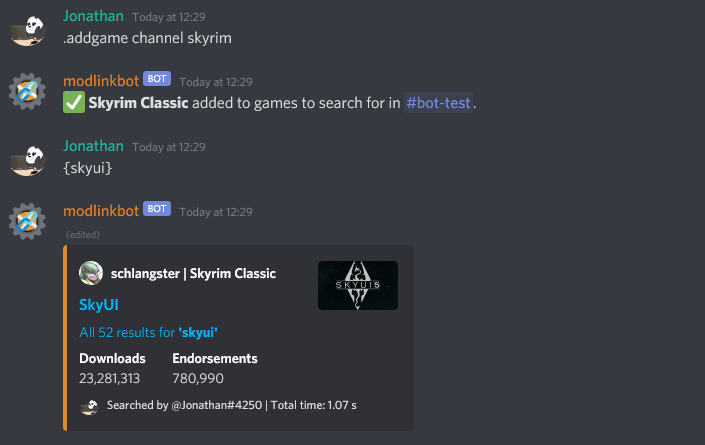 Jonathan Today at 12:29
.addgame channel skyrim
modlinkbot BOT Today at 12:29
✅ Skyrim Classic added to games to search for in #bot-test.
Jonathan Today at 12:29
{skyui}
modlinkbot BOT Today at 12:29
(edited)
schlangster | Skyrim Classic
SKYUI5
SkyUI
All 52 results for 'skyui'
Downloads Endorsements
23,281,313 780,990
Searched by @Jonathan#4250 | Total time: 1.07 s